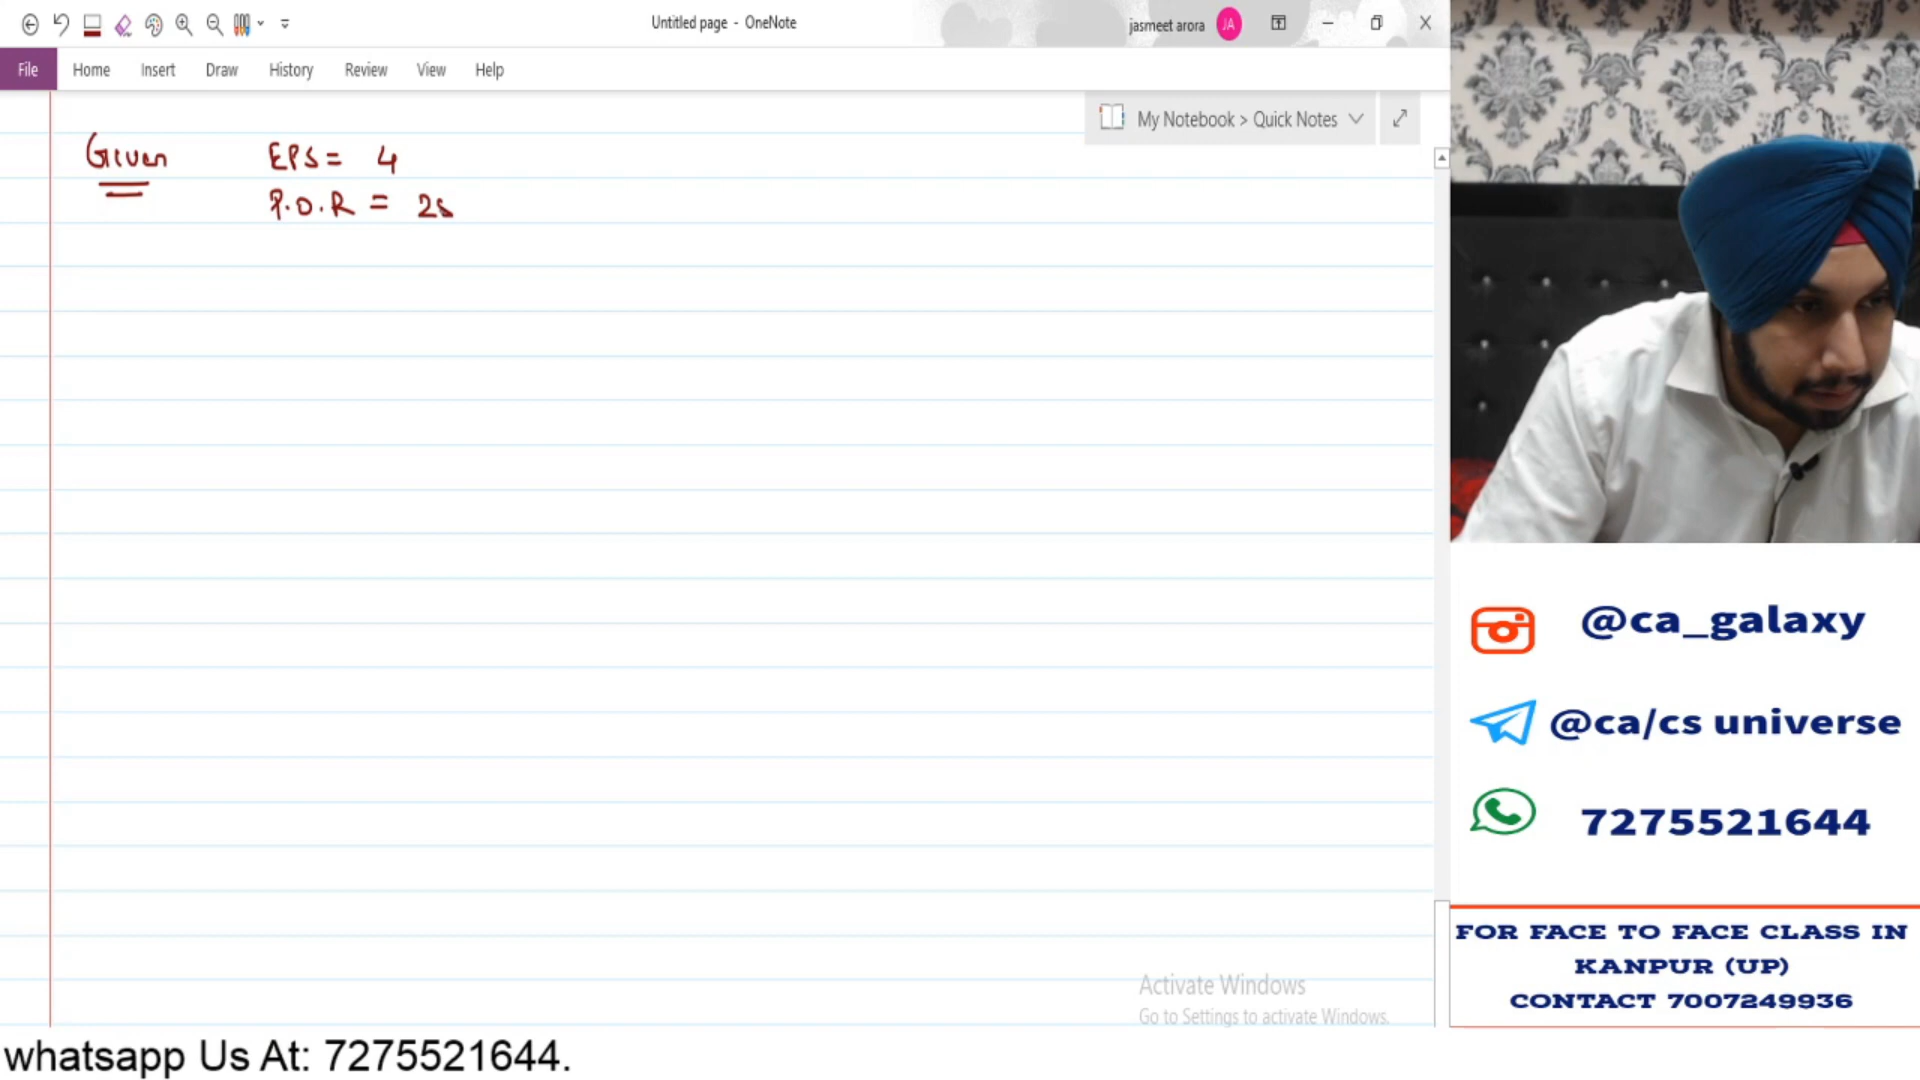 Untitled page - OneNote
jasmeet arora JA
File Home Insert Draw History Review View Help
My Notebook > Quick Notes
Given EPS = 4
P.O.R =
@ca_galaxy
@ca/cs universe
7275521644
FOR FACE TO FACE CLASS IN
KANPUR (UP)
CONTACT 7007249936
Activate Windows
Go to Settings to activate Windows.
whatsapp Us At: 7275521644.